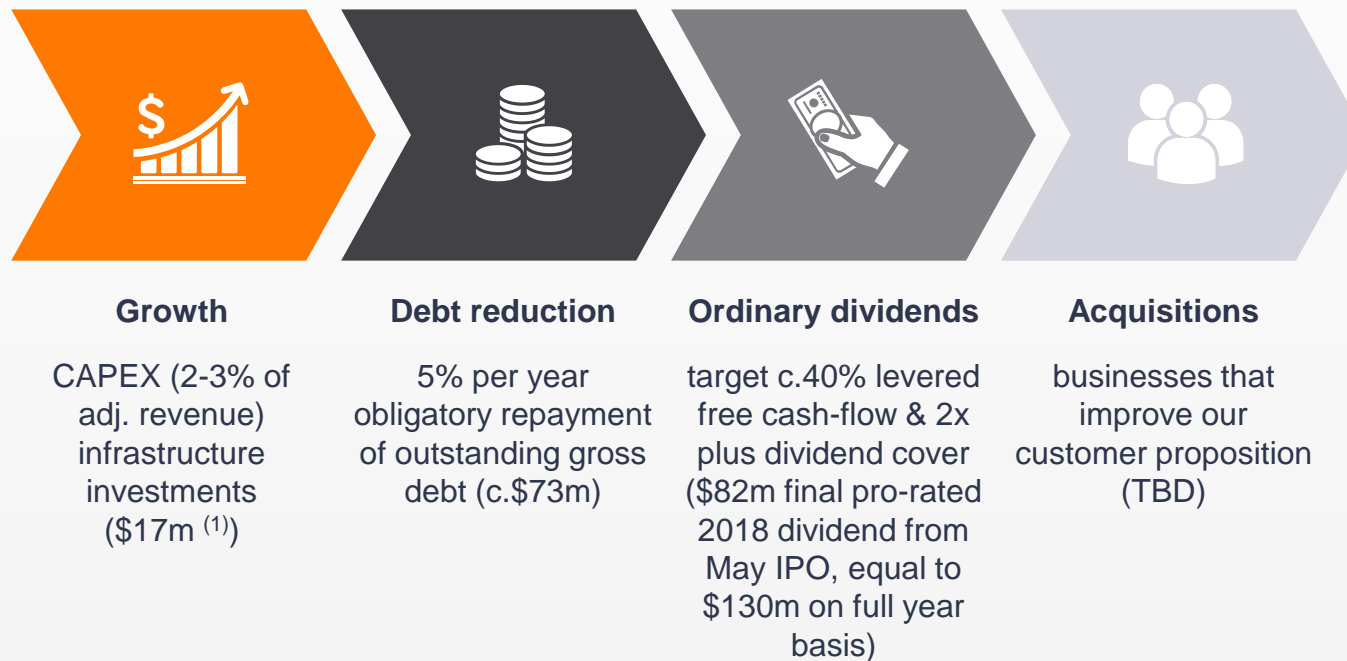 $
Growth
CAPEX (2-3% of
adj. revenue)
infrastructure
investments
($17m (1))
Debt reduction
5% per year
obligatory repayment
of outstanding gross
debt (c.$73m)
Ordinary dividends
target c.40% levered
free cash-flow & 2x
plus dividend cover
($82m final pro-rated
2018 dividend from
May IPO, equal to
$130m on full year
basis)
Acquisitions
businesses that
improve our
customer proposition
(TBD)